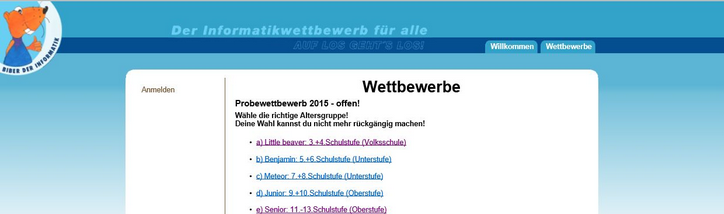 Der Informatikwettbewerb für alle
AUF LOS GEHT'S LOS!
Willkommen Wettbewerbe
BIBER DER INFORMATIK
Anmelden
Wettbewerbe
Probewettbewerb 2015 - offen!
Wähle die richtige Altersgruppe!
Deine Wahl kannst du nicht mehr rückgängig machen!
• a) Little beaver: 3.+4.Schulstufe (Volksschule)
• b) Benjamin: 5.+6.Schulstufe (Unterstufe)
• c) Meteor: 7.+8.Schulstufe (Unterstufe)
• d) Junior: 9.+10.Schulstufe (Oberstufe)
• e) Senior: 11.-13.Schulstufe (Oberstufe)